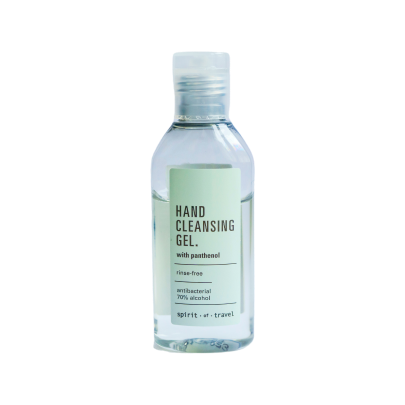 HAND
CLEANSING
GEL.
with panthenol
rinse-free
antibacterial
70% alcohol
spirit • of • travel